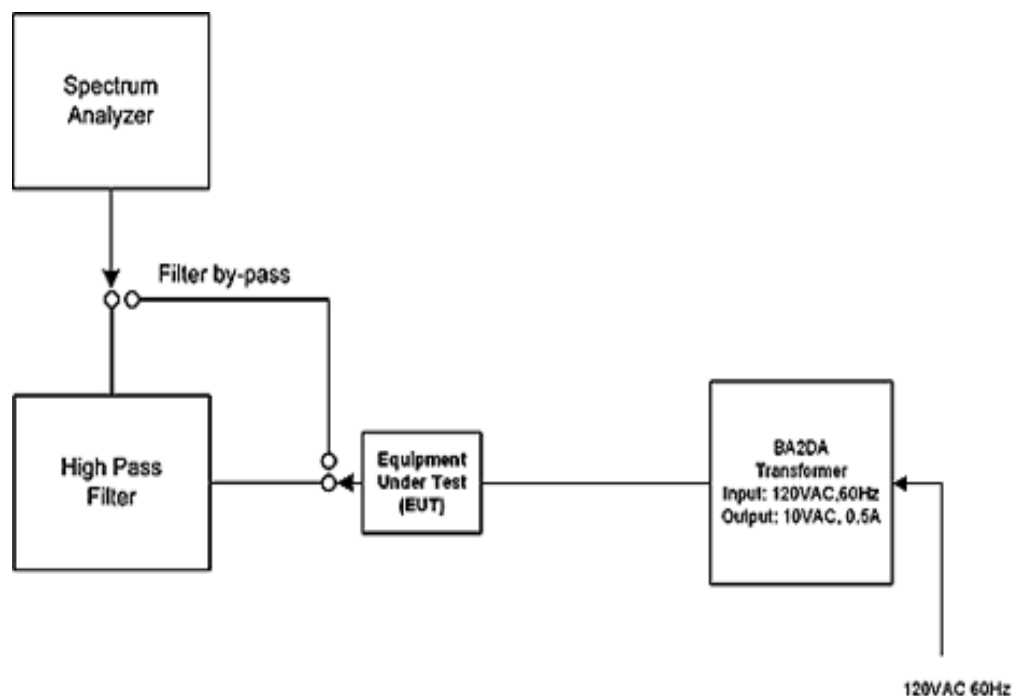 Spectrum
Analyzer
Filter by-pass
High Pass
Filter
Equipment
Under Test
(EUT)
BA2DA
Transformer
Input: 120VAC,60Hz
Output: 10VAC, 0.5A
120VAC 60Hz